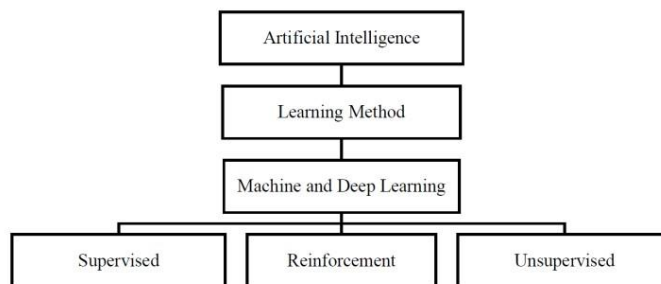 Artificial Intelligence
Learning Method
Machine and Deep Learning
Supervised
Reinforcement
Unsupervised